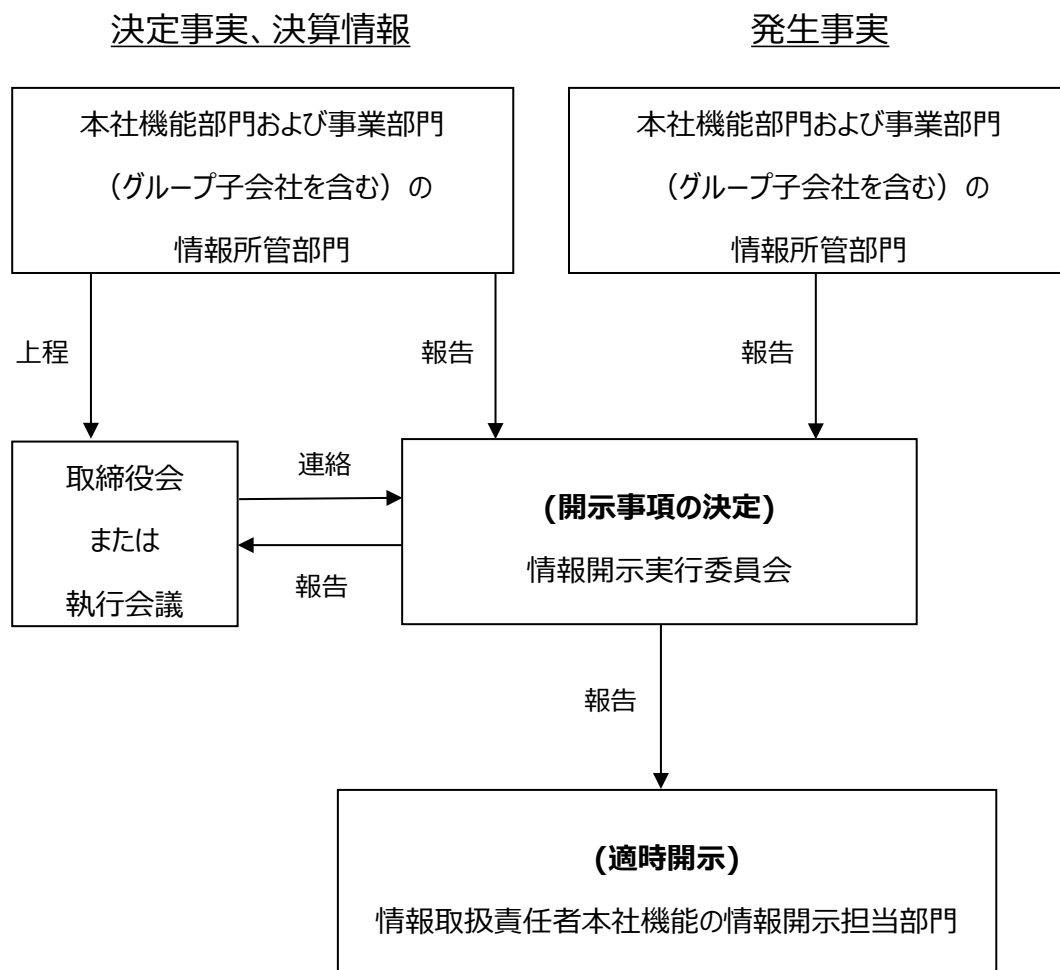 決定事実、決算情報
発生事実
本社機能部門および事業部門
（グループ子会社を含む）の
情報所管部門
本社機能部門および事業部門
（グループ子会社を含む）の
情報所管部門
上程
報告
報告
取締役会
または
執行会議
連絡
報告
(開示事項の決定)
情報開示実行委員会
報告
(適時開示)
情報取扱責任者本社機能の情報開示担当部門